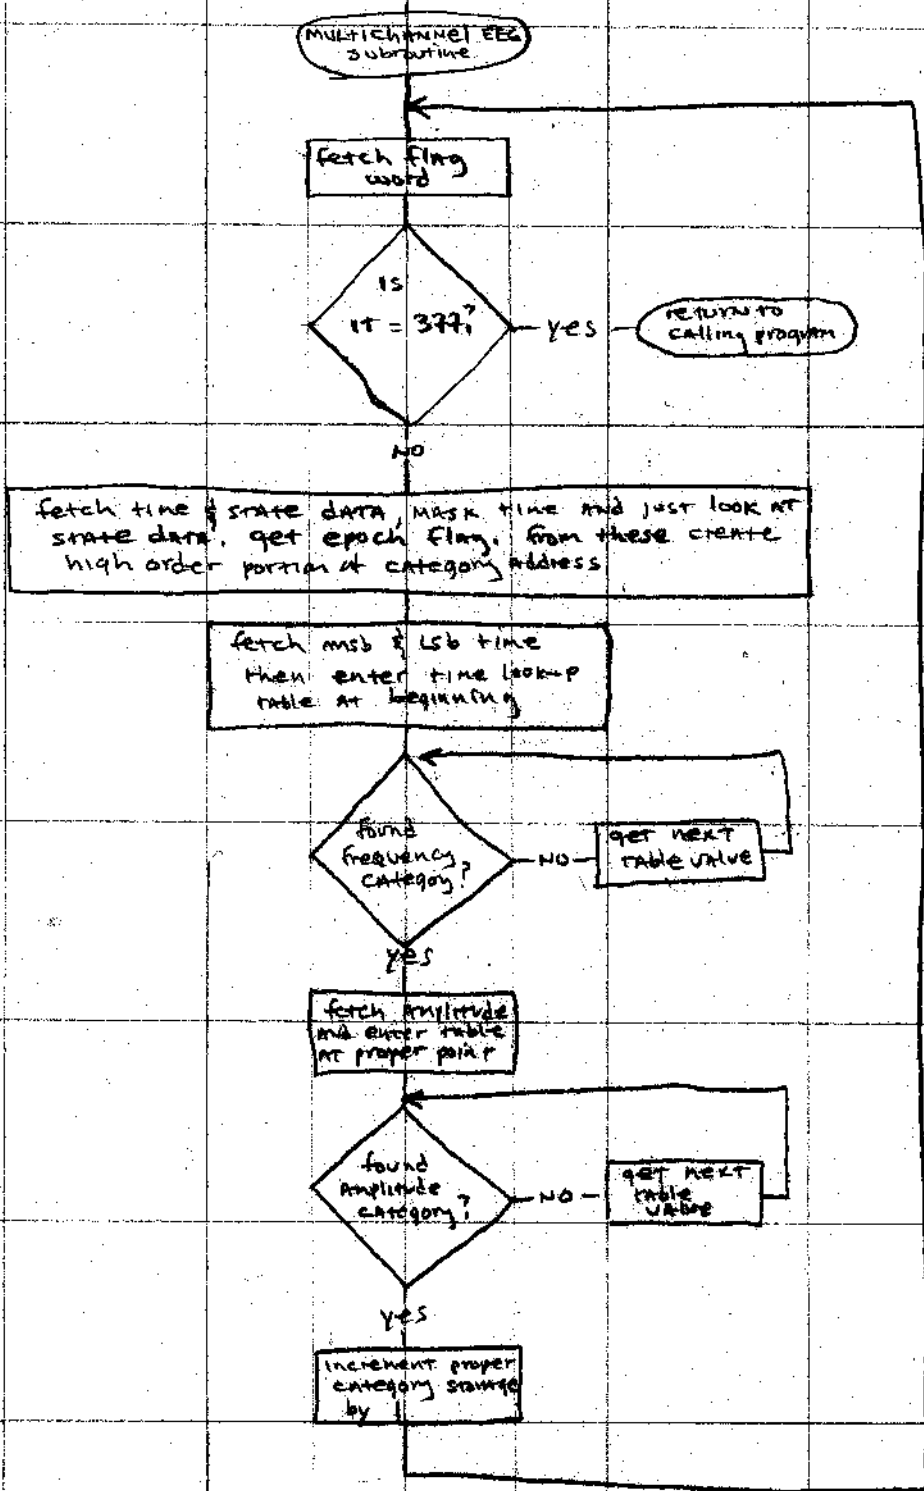 MULTICHANNEL EEG
subroutine
fetch flag
word
is
it = 377?
yes
return to
calling program
NO
fetch time & state data, mask time and just look at
state data, get epoch flag, from these create
high order portion of category address
fetch msb & lsb time
then enter time lookup
table at beginning
found
frequency
category?
NO
get next
table value
yes
fetch amplitude
and enter table
at proper point
found
amplitude
category?
NO
get next
table
value
yes
increment proper
category storage
by 1